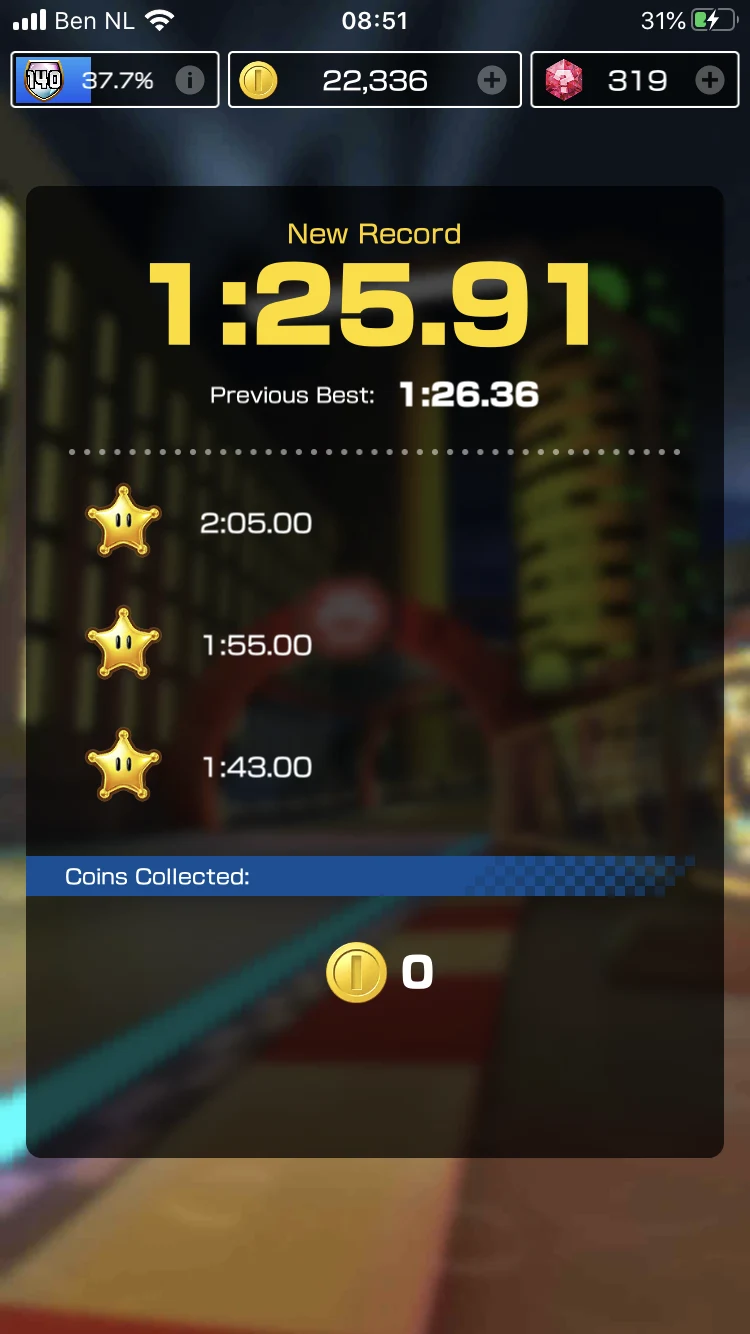 Ben NL 08:51 31%
140 37.7% i 22,336 + ? 319 +
New Record
1:25.91
Previous Best: 1:26.36
2:05.00
1:55.00
1:43.00
Coins Collected:
0